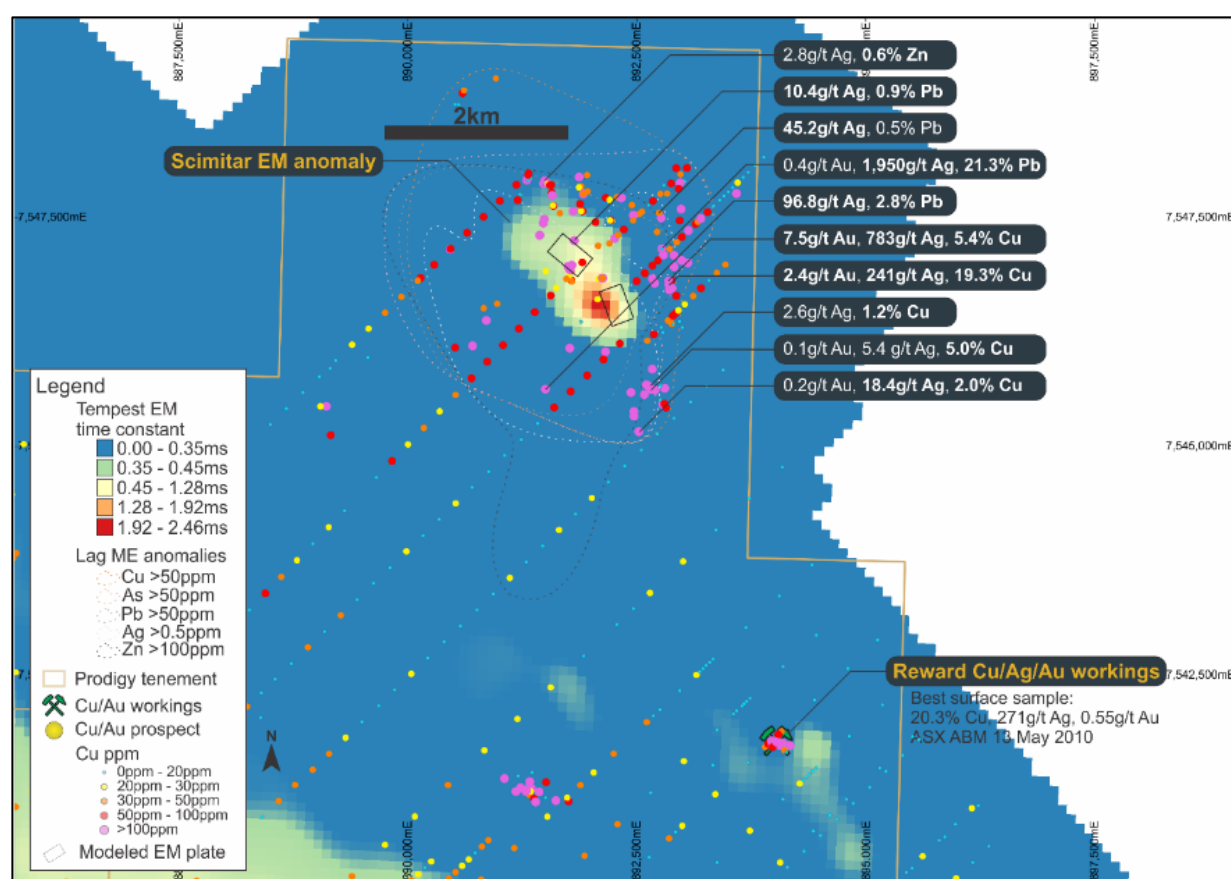 887,500mE
890,000mE
892,500mE
897,500mE
2.8g/t Ag, 0.6% Zn
10.4g/t Ag, 0.9% Pb
45.2g/t Ag, 0.5% Pb
0.4g/t Au, 1,950g/t Ag, 21.3% Pb
96.8g/t Ag, 2.8% Pb
7.5g/t Au, 783g/t Ag, 5.4% Cu
2.4g/t Au, 241g/t Ag, 19.3% Cu
2.6g/t Ag, 1.2% Cu
0.1g/t Au, 5.4 g/t Ag, 5.0% Cu
0.2g/t Au, 18.4g/t Ag, 2.0% Cu
2km
Scimitar EM anomaly
7,547,500mE
7,547,500mE
7,545,000mE
7,542,500mE
Legend
Tempest EM
time constant
0.00 - 0.35ms
0.35 - 0.45ms
0.45 - 1.28ms
1.28 - 1.92ms
1.92 - 2.46ms
Lag ME anomalies
Cu >50ppm
As >50ppm
Pb >50ppm
Ag >0.5ppm
Zn >100ppm
Prodigy tenement
Cu/Au workings
Cu/Au prospect
Cu ppm
0ppm - 20ppm
20ppm - 30ppm
30ppm - 50ppm
50ppm - 100ppm
>100ppm
Modeled EM plate
N
Reward Cu/Ag/Au workings
Best surface sample:
20.3% Cu, 271g/t Ag, 0.55g/t Au
ASX ABM 13 May 2010
890,000mE
892,500mE
895,000mE
897,500mE